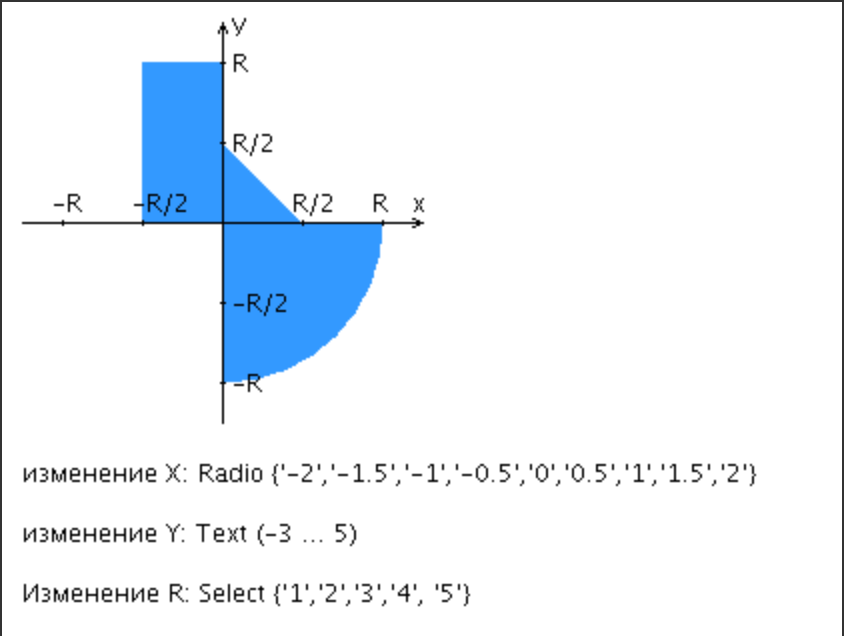 y
R
R/2
-R -R/2 R/2 R x
-R/2
-R
изменение X: Radio {'-2','-1.5','-1','-0.5','0','0.5','1','1.5','2'}
изменение Y: Text (-3 ... 5)
Изменение R: Select {'1','2','3','4', '5'}